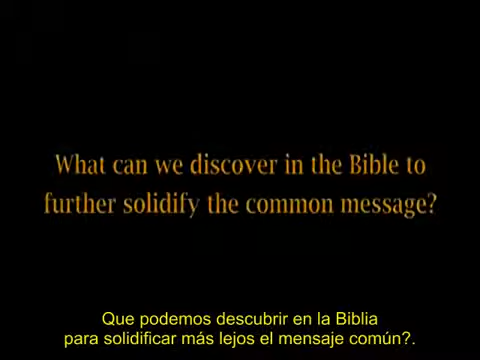 What can we discover in the Bible to
further solidify the common message?
Que podemos descubrir en la Biblia
para solidificar más lejos el mensaje común?.